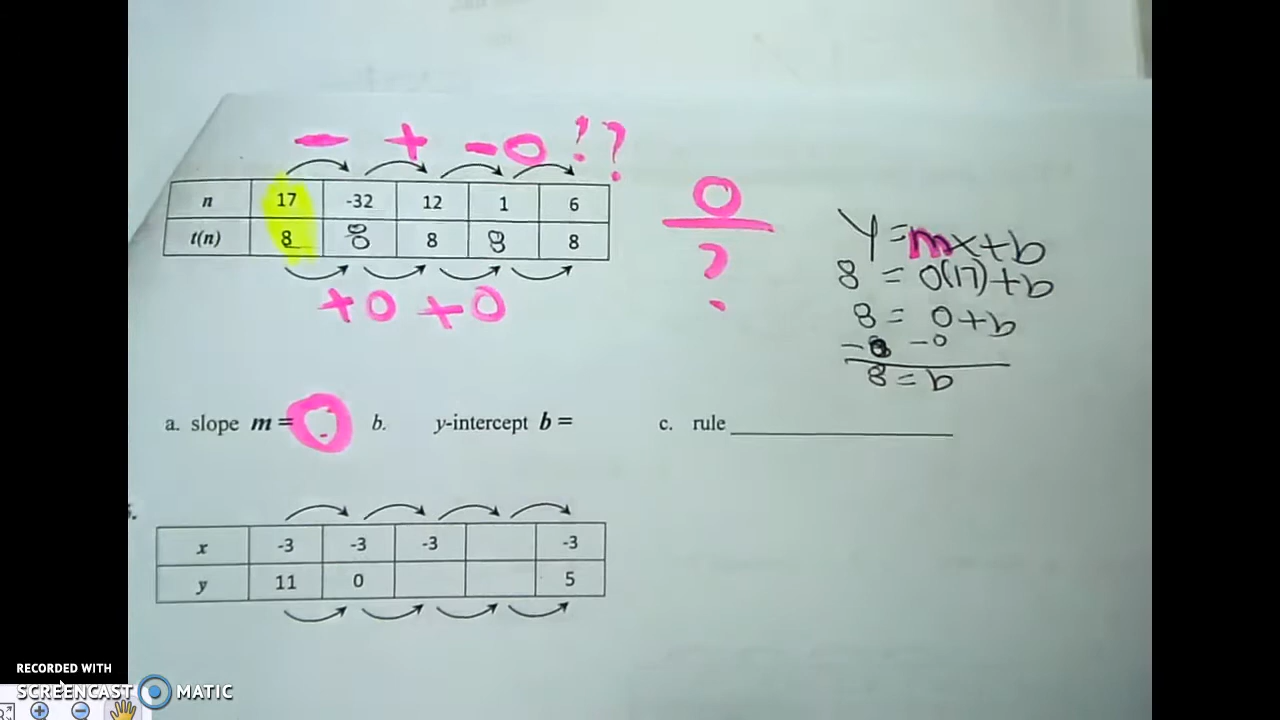 − + −0 !?
n 17 -32 12 1 6
t(n) 8 8 8 8 8
+0 +0
0
?
y = mx+b
8 = 0(17)+b
8 = 0+b
−0 −0
8 = b
a. slope m = 0 b. y-intercept b = c. rule
x -3 -3 -3 -3
y 11 0 5
RECORDED WITH
SCREENCAST MATIC